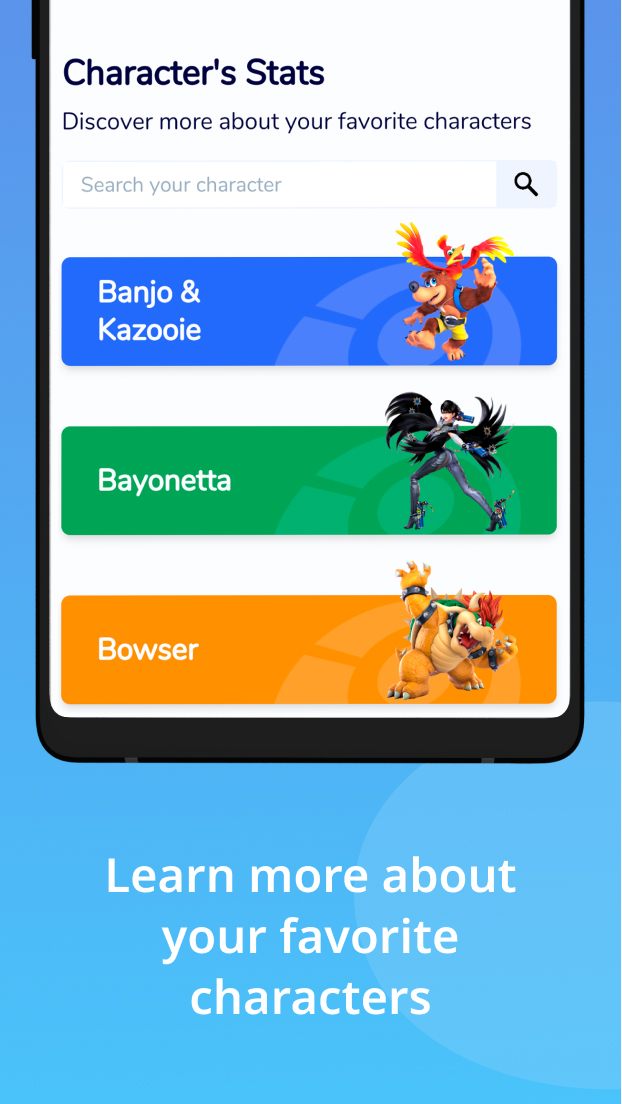 Character's Stats
Discover more about your favorite characters
Search your character
Banjo &
Kazooie
Bayonetta
Bowser
Learn more about
your favorite
characters